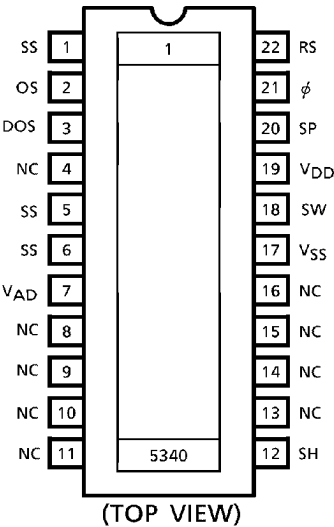 SS 1 1 22 RS
OS 2 21 ϕ
DOS 3 20 SP
NC 4 19 VDD
SS 5 18 SW
SS 6 17 VSS
VAD 7 16 NC
NC 8 15 NC
NC 9 14 NC
NC 10 13 NC
NC 11 5340 12 SH
(TOP VIEW)